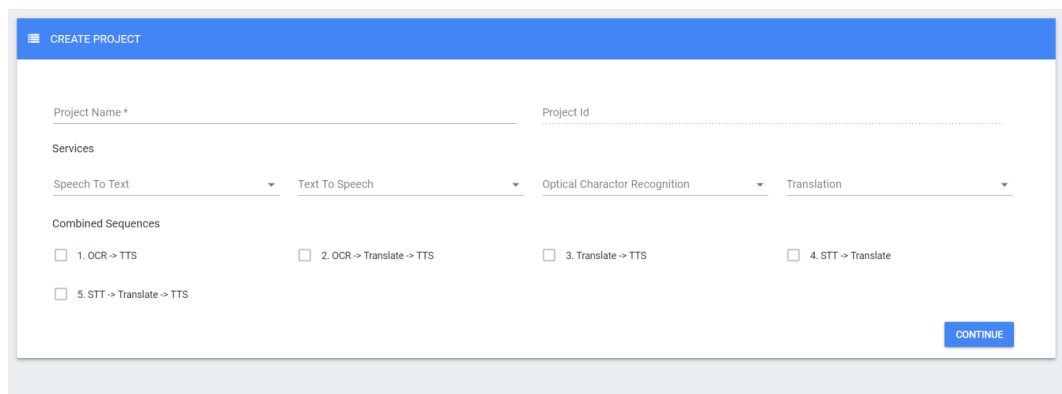 CREATE PROJECT
Project Name *
Project Id
Services
Speech To Text
Text To Speech
Optical Charactor Recognition
Translation
Combined Sequences
1. OCR -> TTS
2. OCR -> Translate -> TTS
3. Translate -> TTS
4. STT -> Translate
5. STT -> Translate -> TTS
CONTINUE